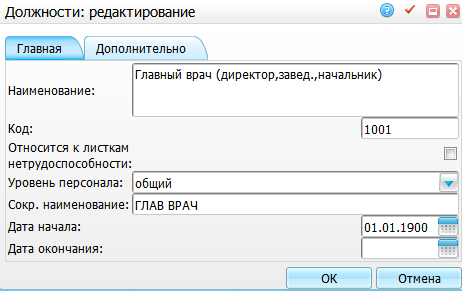 Должности: редактирование
Главная
Дополнительно
Наименование:
Главный врач (директор,завед.,начальник)
Код:
1001
Относится к листкам
нетрудоспособности:
Уровень персонала:
общий
Сокр. наименование:
ГЛАВ ВРАЧ
Дата начала:
01.01.1900
Дата окончания:
ОК
Отмена